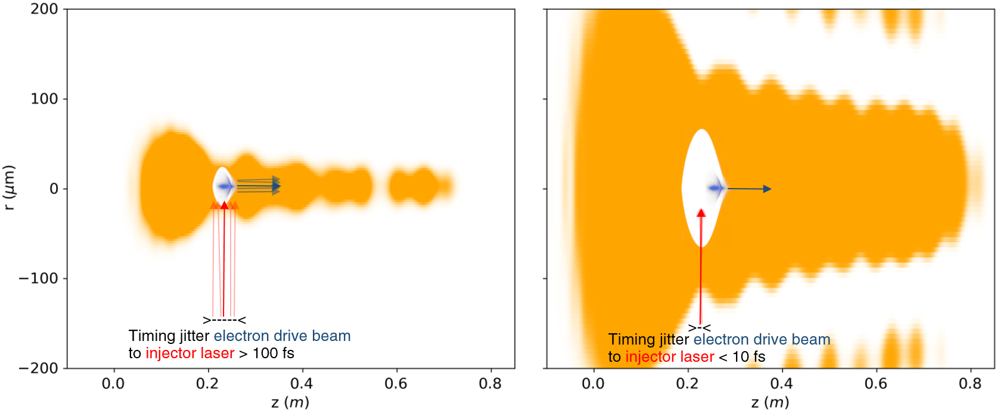 200
100
0
−100
−200
r (μm)
0.0 0.2 0.4 0.6 0.8
z (m)
>-----<
Timing jitter electron drive beam
to injector laser > 100 fs
0.0 0.2 0.4 0.6 0.8
z (m)
>-<
Timing jitter electron drive beam
to injector laser < 10 fs